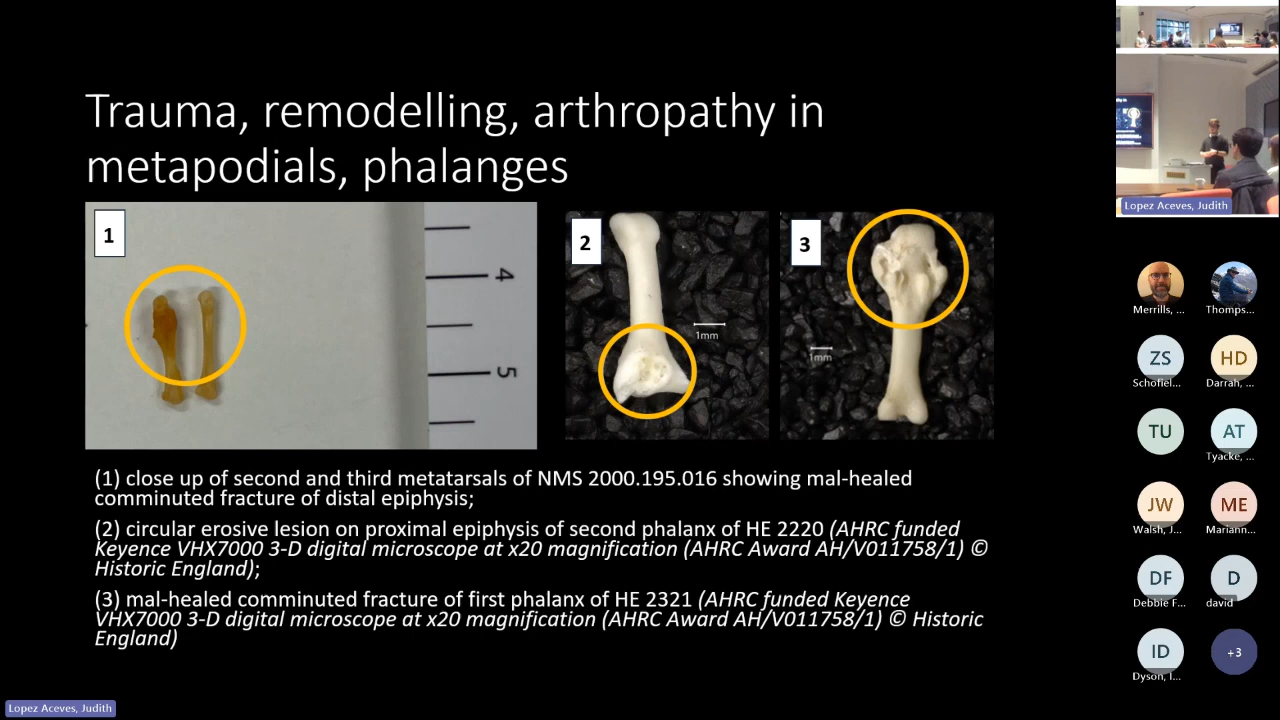 Trauma, remodelling, arthropathy in
metapodials, phalanges
1
4
5
2
1mm
3
1mm
(1) close up of second and third metatarsals of NMS 2000.195.016 showing mal-healed
comminuted fracture of distal epiphysis;
(2) circular erosive lesion on proximal epiphysis of second phalanx of HE 2220 (AHRC funded
Keyence VHX7000 3-D digital microscope at x20 magnification (AHRC Award AH/V011758/1) ©
Historic England);
(3) mal-healed comminuted fracture of first phalanx of HE 2321 (AHRC funded Keyence
VHX7000 3-D digital microscope at x20 magnification (AHRC Award AH/V011758/1) © Historic
England)
Lopez Aceves, Judith
Lopez Aceves, Judith
Merrills, ...
Thomps...
ZS
Schofiel...
HD
Darrah, ...
TU
AT
Tyacke, ...
JW
Walsh, J...
ME
Mariann...
DF
Debbie F...
D
david
ID
Dyson, I...
+3